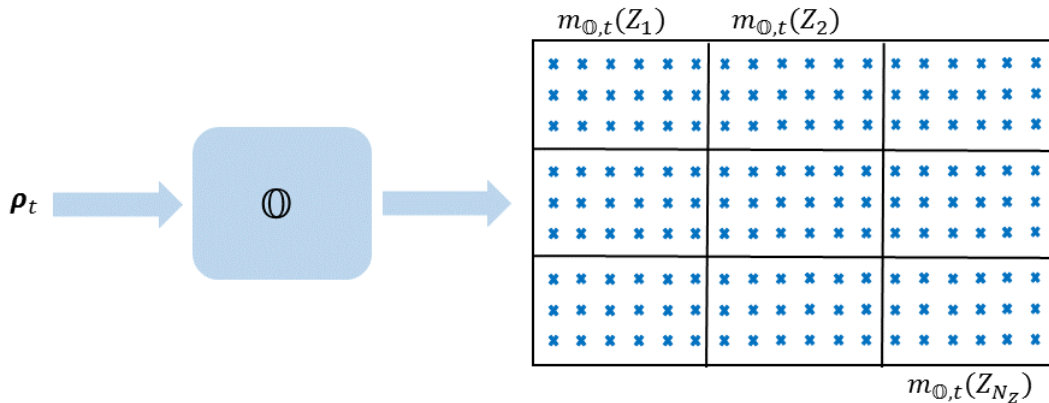 m_{𝕆,t}(Z_1) m_{𝕆,t}(Z_2)
ρ_t
𝕆
m_{𝕆,t}(Z_{N_Z})